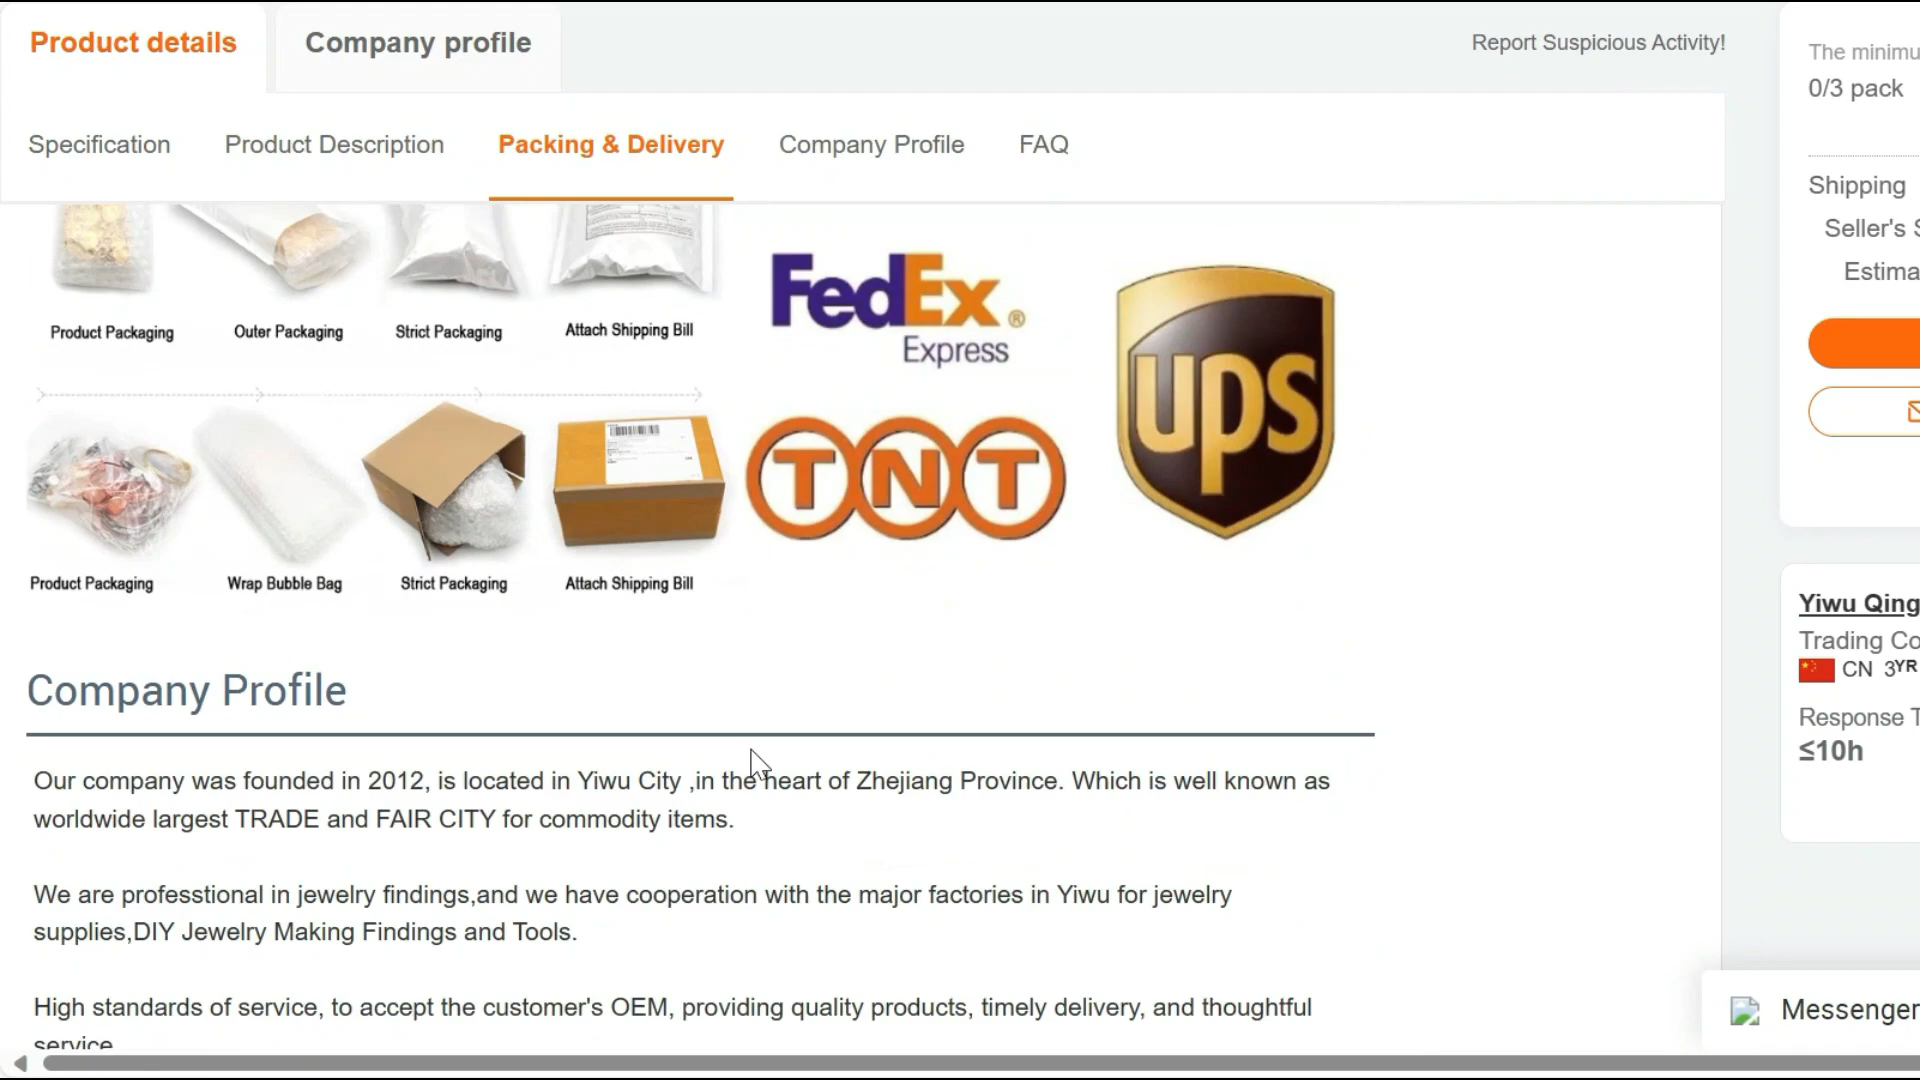 Product details
Company profile
Report Suspicious Activity!
Specification
Product Description
Packing & Delivery
Company Profile
FAQ
Product Packaging
Outer Packaging
Strict Packaging
Attach Shipping Bill
FedEx®
Express
ups
TNT
Product Packaging
Wrap Bubble Bag
Strict Packaging
Attach Shipping Bill
Company Profile
Our company was founded in 2012, is located in Yiwu City ,in the heart of Zhejiang Province. Which is well known as
worldwide largest TRADE and FAIR CITY for commodity items.
We are professtional in jewelry findings,and we have cooperation with the major factories in Yiwu for jewelry
supplies,DIY Jewelry Making Findings and Tools.
High standards of service, to accept the customer's OEM, providing quality products, timely delivery, and thoughtful
service
The minimu
0/3 pack
Shipping
Seller's S
Estima
Yiwu Qing
Trading Co
CN 3YR
Response T
≤10h
Messenger